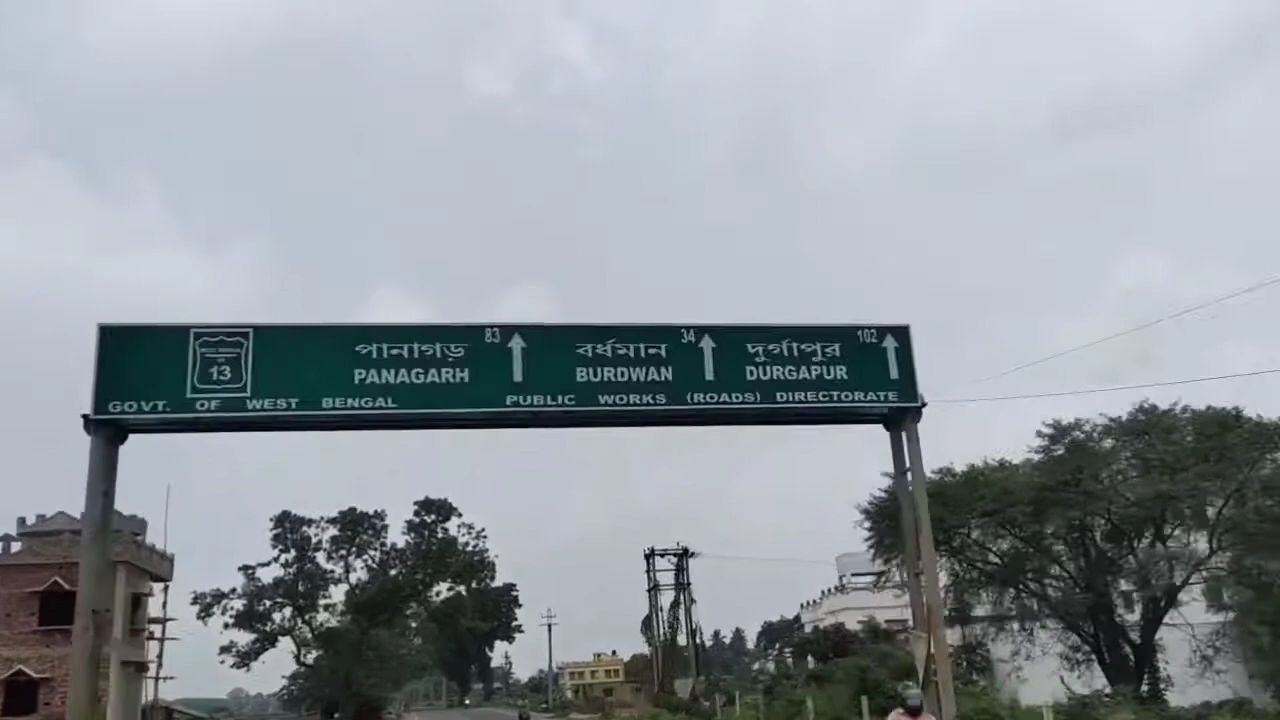 13
পানাগড় 83
PANAGARH
বর্ধমান 34
BURDWAN
দুর্গাপুর 102
DURGAPUR
GOVT. OF WEST BENGAL PUBLIC WORKS (ROADS) DIRECTORATE